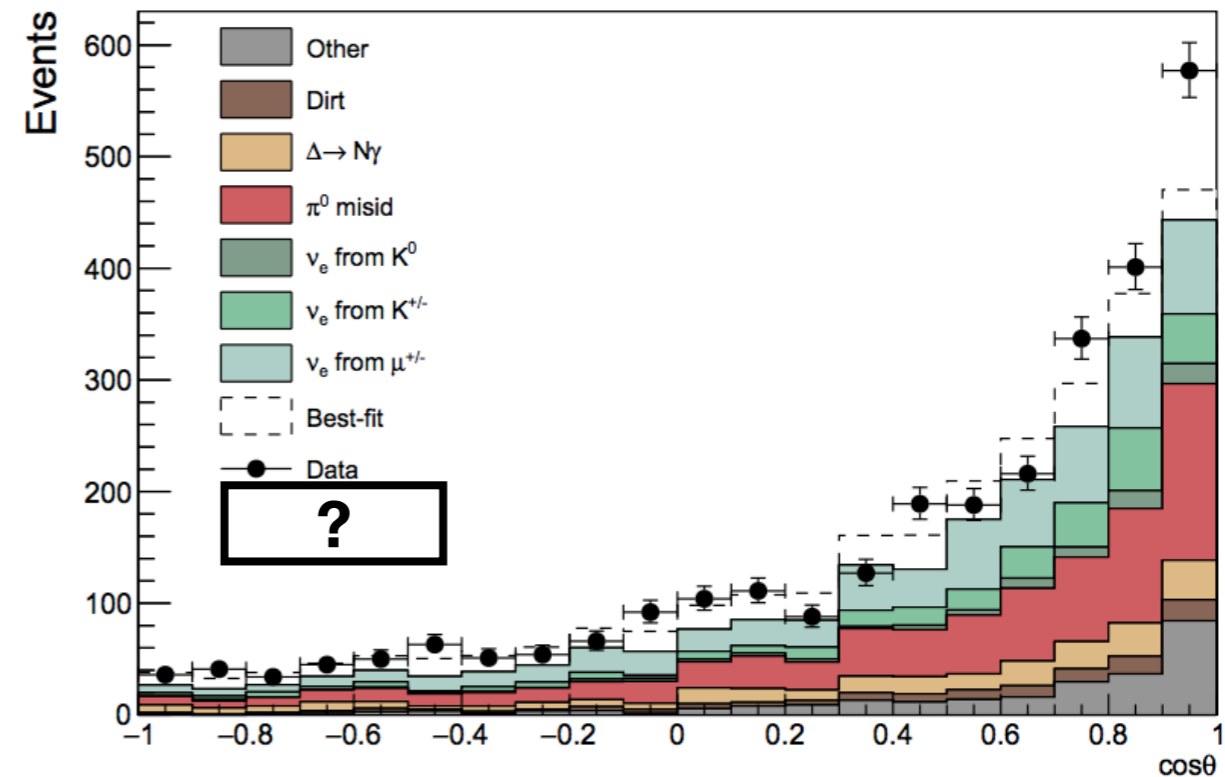 Events
600
500
400
300
200
100
0
Other
Dirt
Δ→ Nγ
π⁰ misid
νₑ from K⁰
νₑ from K⁺/⁻
νₑ from μ⁺/⁻
Best-fit
Data
?
−1 −0.8 −0.6 −0.4 −0.2 0 0.2 0.4 0.6 0.8 1
cosθ